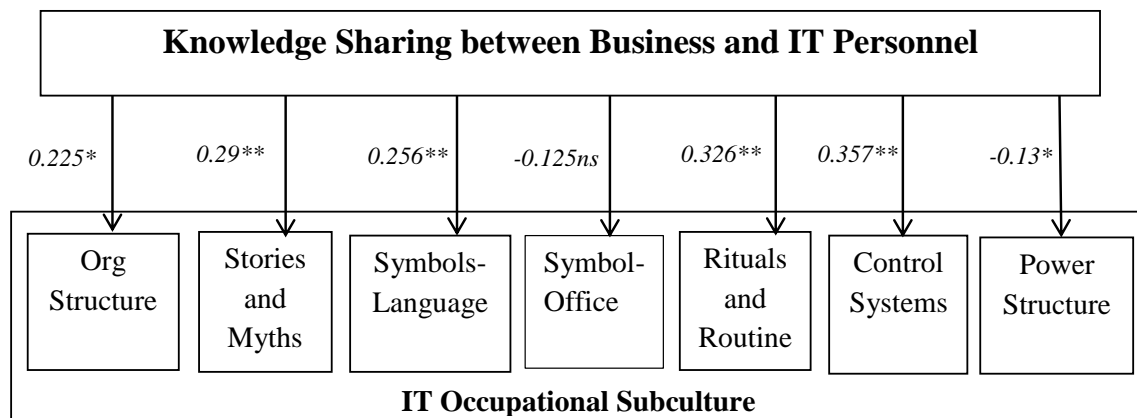 Knowledge Sharing between Business and IT Personnel
0.225*
0.29**
0.256**
-0.125ns
0.326**
0.357**
-0.13*
Org
Structure
Stories
and
Myths
Symbols-
Language
Symbol-
Office
Rituals
and
Routine
Control
Systems
Power
Structure
IT Occupational Subculture